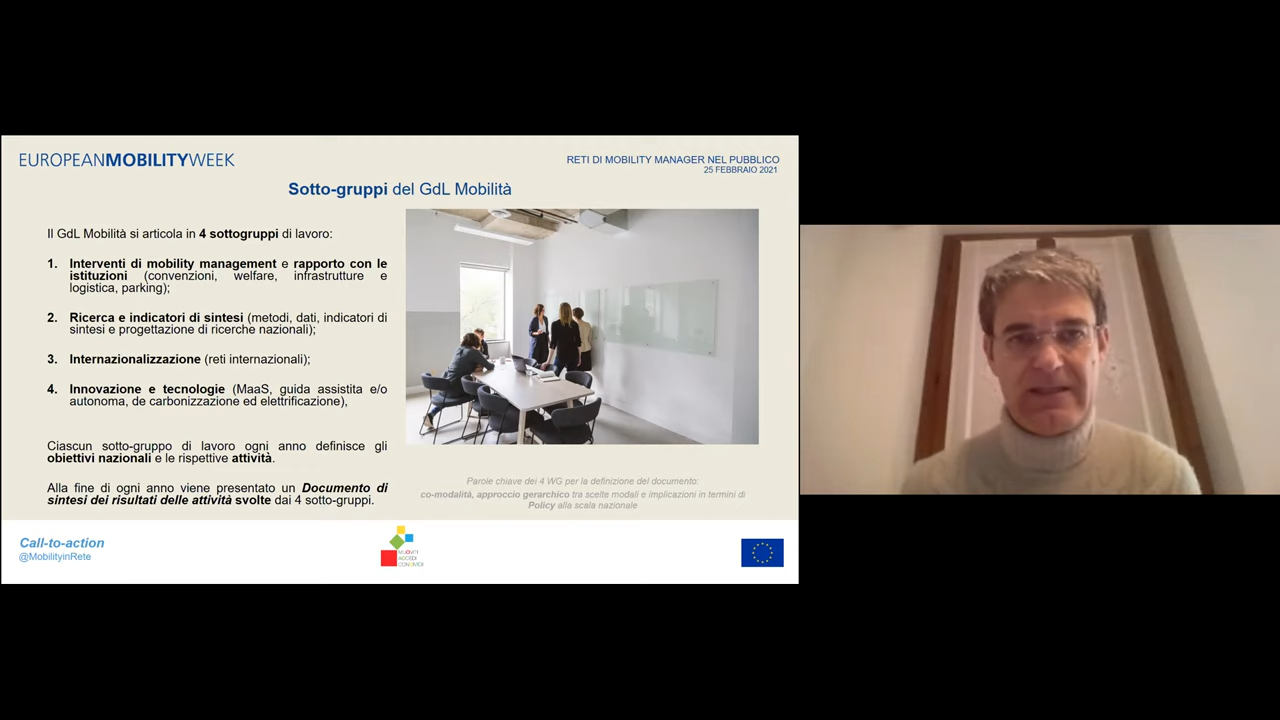 EUROPEANMOBILITYWEEK
RETI DI MOBILITY MANAGER NEL PUBBLICO
25 FEBBRAIO 2021
Sotto-gruppi del GdL Mobilità
Il GdL Mobilità si articola in 4 sottogruppi di lavoro:
1. Interventi di mobility management e rapporto con le
istituzioni (convenzioni, welfare, infrastrutture e
logistica, parking);
2. Ricerca e indicatori di sintesi (metodi, dati, indicatori di
sintesi e progettazione di ricerche nazionali);
3. Internazionalizzazione (reti internazionali);
4. Innovazione e tecnologie (MaaS, guida assistita e/o
autonoma, de carbonizzazione ed elettrificazione),
Ciascun sotto-gruppo di lavoro ogni anno definisce gli
obiettivi nazionali e le rispettive attività.
Alla fine di ogni anno viene presentato un Documento di
sintesi dei risultati delle attività svolte dai 4 sotto-gruppi.
Parole chiave dei 4 WG per la definizione del documento:
co-modalità, approccio gerarchico tra scelte modali e implicazioni in termini di
Policy alla scala nazionale
Call-to-action
@MobilityinRete
MUOVITI
ACCEDI
CONDIVIDI